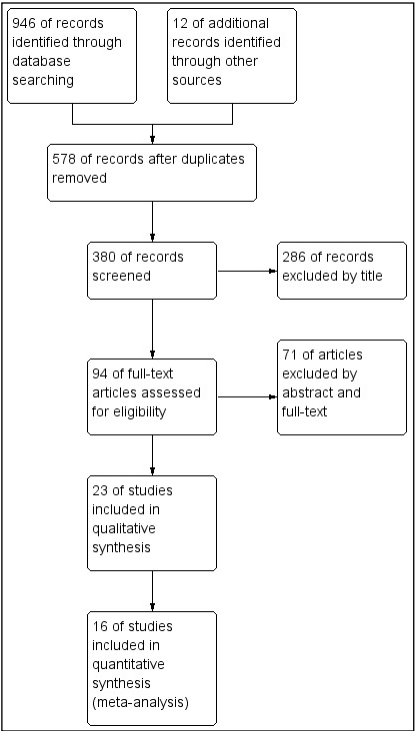 946 of records
identified through
database
searching
12 of additional
records identified
through other
sources
578 of records after duplicates
removed
380 of records
screened
286 of records
excluded by title
94 of full-text
articles assessed
for eligibility
71 of articles
excluded by
abstract and
full-text
23 of studies
included in
qualitative
synthesis
16 of studies
included in
quantitative
synthesis
(meta-analysis)